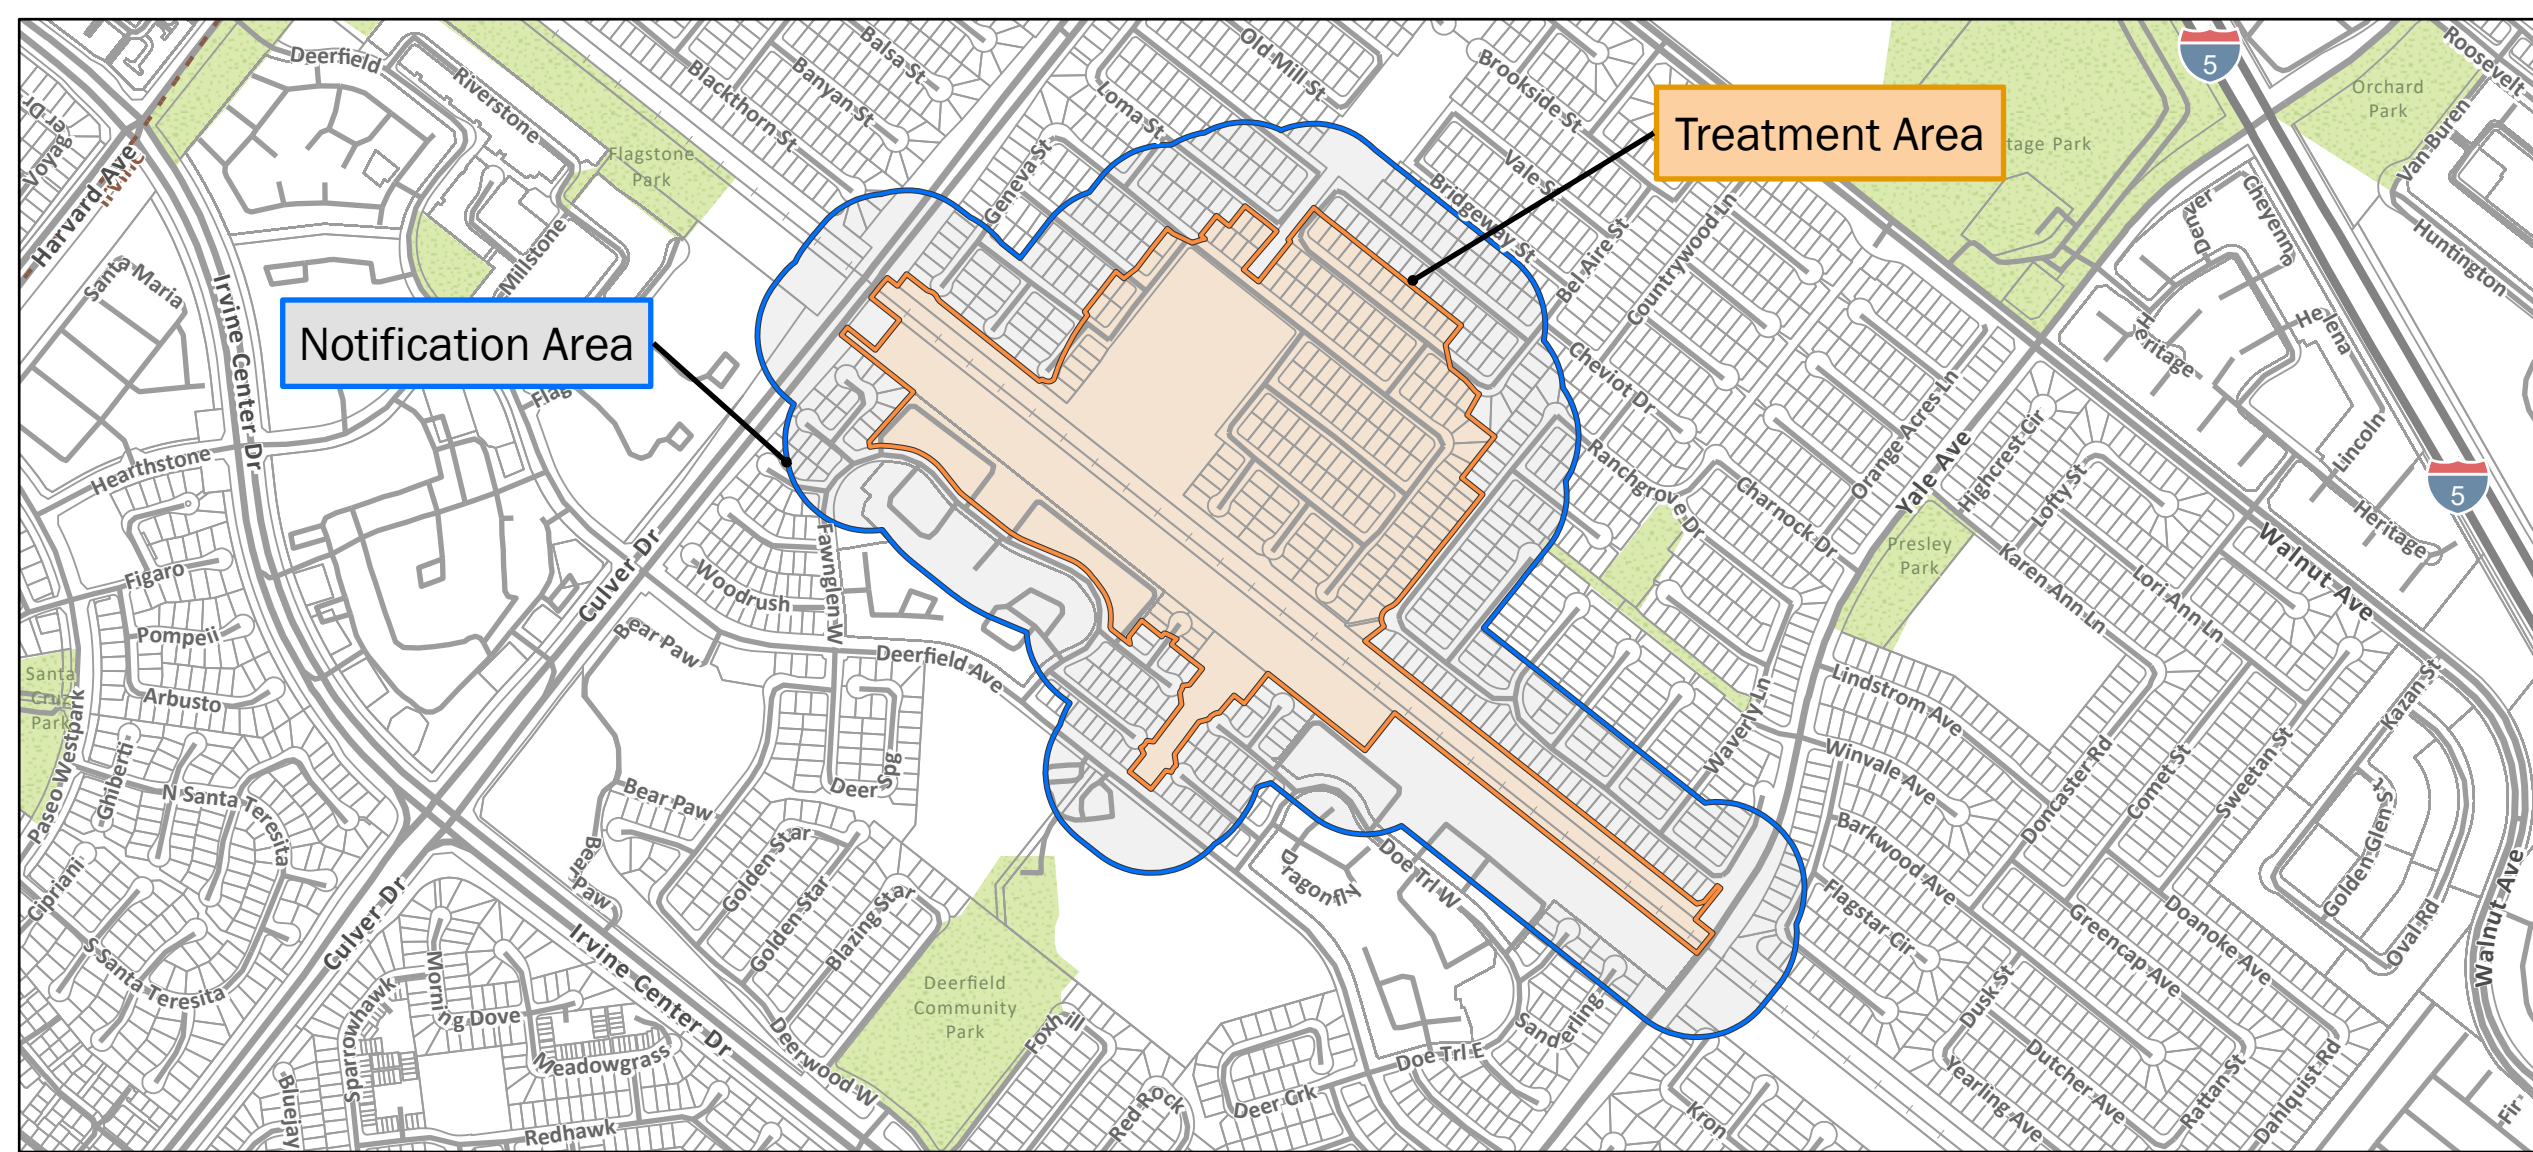 Deerfield
Balsa St
Old Mill St
Roosevelt
Riverstone
Blackthorn St
Banyan St
Loma St
Brookside St
5
Orchard
Park
Treatment Area
Van Buren
Voyager Dr
Harvard Ave
Flagstone
Park
Geneva St
Vale S
Bridgeway St
Countrywood Ln
Bel Aire St
tage Park
Denver
Cheyenne
Huntington
Santa Maria
Irvine Center Dr
Millstone
Notification Area
Heritage
Helena
Flag
Cheviot Dr
Orange Acres Ln
Yale Ave
Highcrest Cir
Lincoln
Hearthstone
Ranchgrove Dr
Charnock Dr
Lofty St
5
Heritage
Walnut Ave
Culver Dr
Woodrush
Fawnglen W
Presley
Park
Karen Ann Ln
Lori Ann Ln
Figaro
Pompeii
Arbusto
Bear Paw
Deerfield Ave
Lindstrom Ave
Kazan St
Santa
Cruz
Park
Paseo Westpark
Ghiberti
N Santa Teresita
Deer Spg
Bear Paw
Waverly Ln
Winvale Ave
Doncaster Rd
Comet St
Sweetan St
Golden Glen St
Cipriani
Culver Dr
Bear Paw
Golden Star
Golden Star
Blazing Star
Dragonfly
Doe Trl W
Barkwood Ave
Flagstar Cir
Greencap Ave
Doanoke Ave
Oval Rd
Walnut Ave
S Santa Teresita
Irvine Center Dr
Morning Dove
Sparrowhawk
Meadowgrass
Deerfield
Community
Park
Foxhill
Deerwood W
Sanderling
Dusk St
Doe Trl E
Dutcher Ave
Yearling Ave
Rattan St
Dahlquist Rd
Bluejay
Redhawk
Red Rock
Deer Crk
Kron
Fir